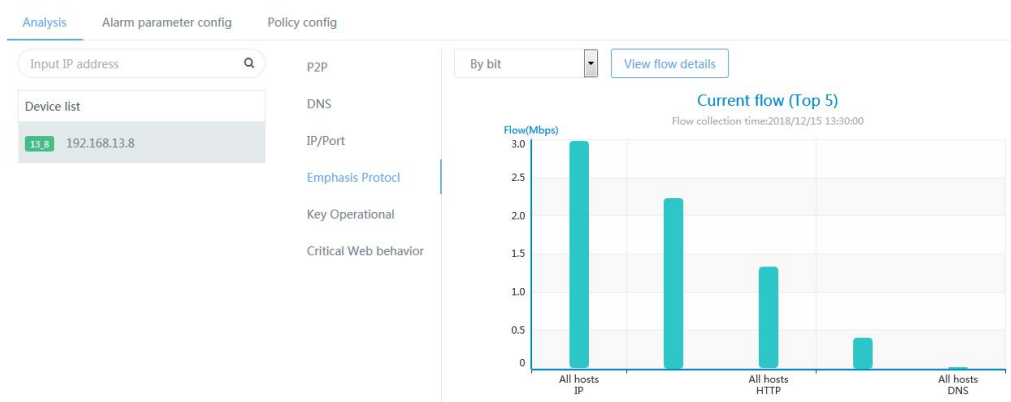 Analysis Alarm parameter config Policy config
Input IP address
Device list
13_8 192.168.13.8
P2P
DNS
IP/Port
Emphasis Protocl
Key Operational
Critical Web behavior
By bit View flow details
Current flow (Top 5)
Flow collection time:2018/12/15 13:30:00
Flow(Mbps)
3.0
2.5
2.0
1.5
1.0
0.5
0
All hosts All hosts All hosts
IP HTTP DNS